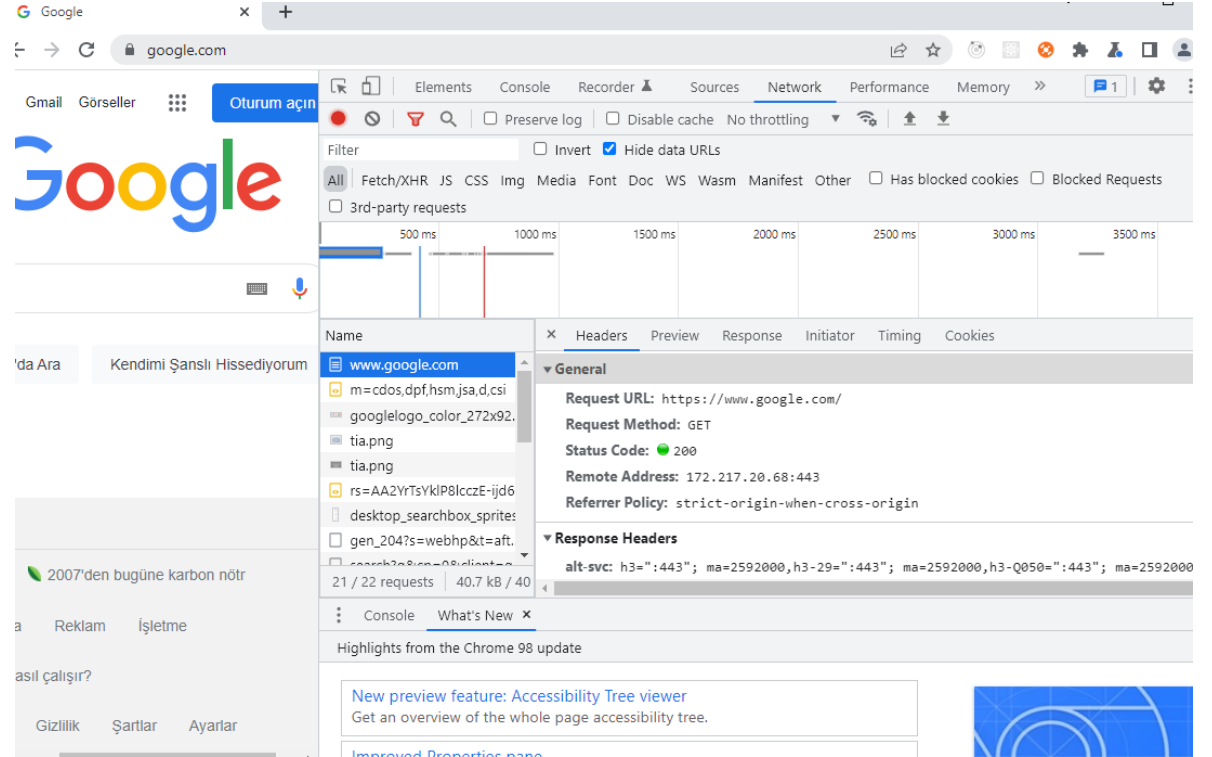 Google
google.com
Gmail Görseller Oturum açın
Google
'da Ara Kendimi Şanslı Hissediyorum
2007'den bugüne karbon nötr
a Reklam İşletme
asıl çalışır?
Gizlilik Şartlar Ayarlar
Elements Console Recorder Sources Network Performance Memory » 1
Preserve log Disable cache No throttling
Filter Invert Hide data URLs
All Fetch/XHR JS CSS Img Media Font Doc WS Wasm Manifest Other Has blocked cookies Blocked Requests
3rd-party requests
500 ms 1000 ms 1500 ms 2000 ms 2500 ms 3000 ms 3500 ms
Name
www.google.com
m=cdos,dpf,hsm,jsa,d,csi
googlelogo_color_272x92.
tia.png
tia.png
rs=AA2YrTsYklP8lcczE-ijd6
desktop_searchbox_sprites
gen_204?s=webhp&t=aft.
21 / 22 requests 40.7 kB / 40
Headers Preview Response Initiator Timing Cookies
General
Request URL: https://www.google.com/
Request Method: GET
Status Code: 200
Remote Address: 172.217.20.68:443
Referrer Policy: strict-origin-when-cross-origin
Response Headers
alt-svc: h3=":443"; ma=2592000,h3-29=":443"; ma=2592000,h3-Q050=":443"; ma=2592000
Console What's New
Highlights from the Chrome 98 update
New preview feature: Accessibility Tree viewer
Get an overview of the whole page accessibility tree.
Improved Properties pane